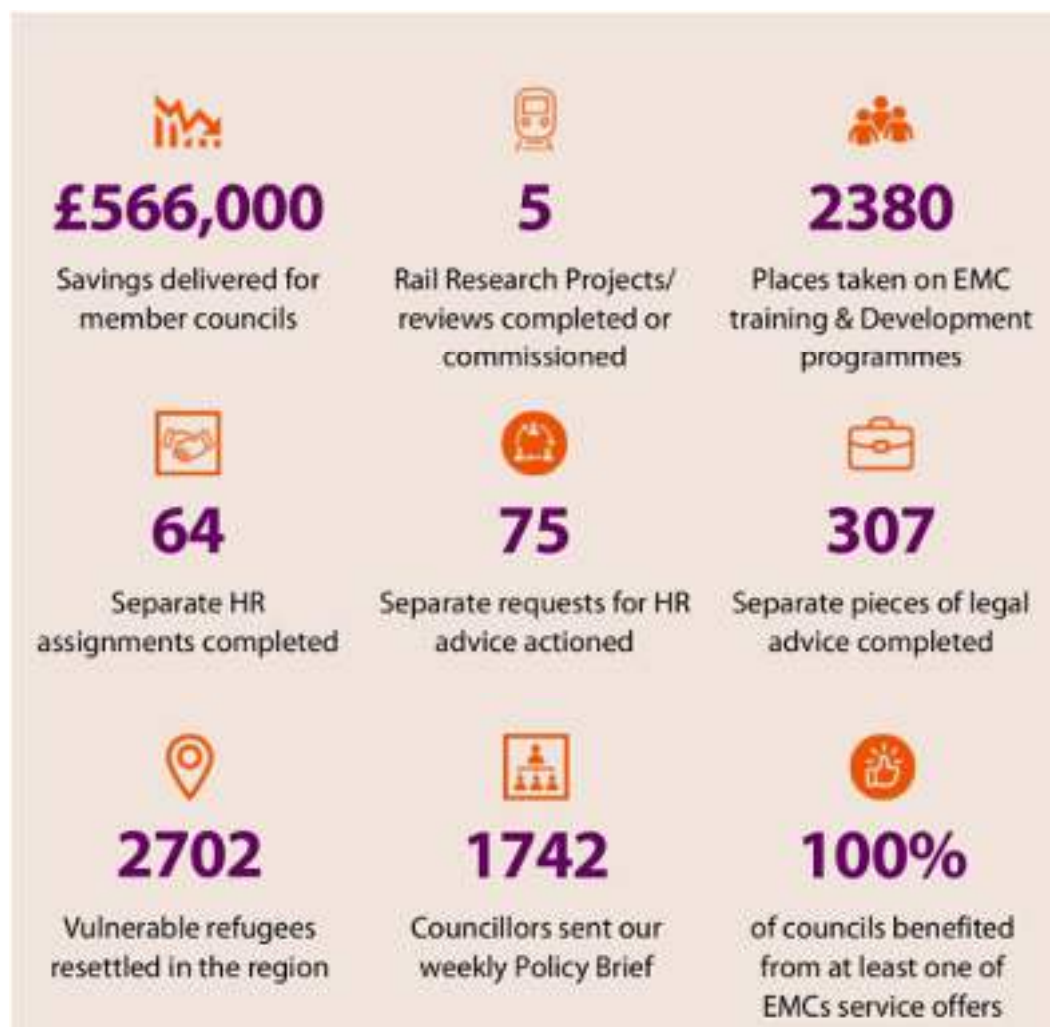 £566,000
Savings delivered for
member councils
5
Rail Research Projects/
reviews completed or
commissioned
2380
Places taken on EMC
training & Development
programmes
64
Separate HR
assignments completed
75
Separate requests for HR
advice actioned
307
Separate pieces of legal
advice completed
2702
Vulnerable refugees
resettled in the region
1742
Councillors sent our
weekly Policy Brief
100%
of councils benefited
from at least one of
EMCs service offers